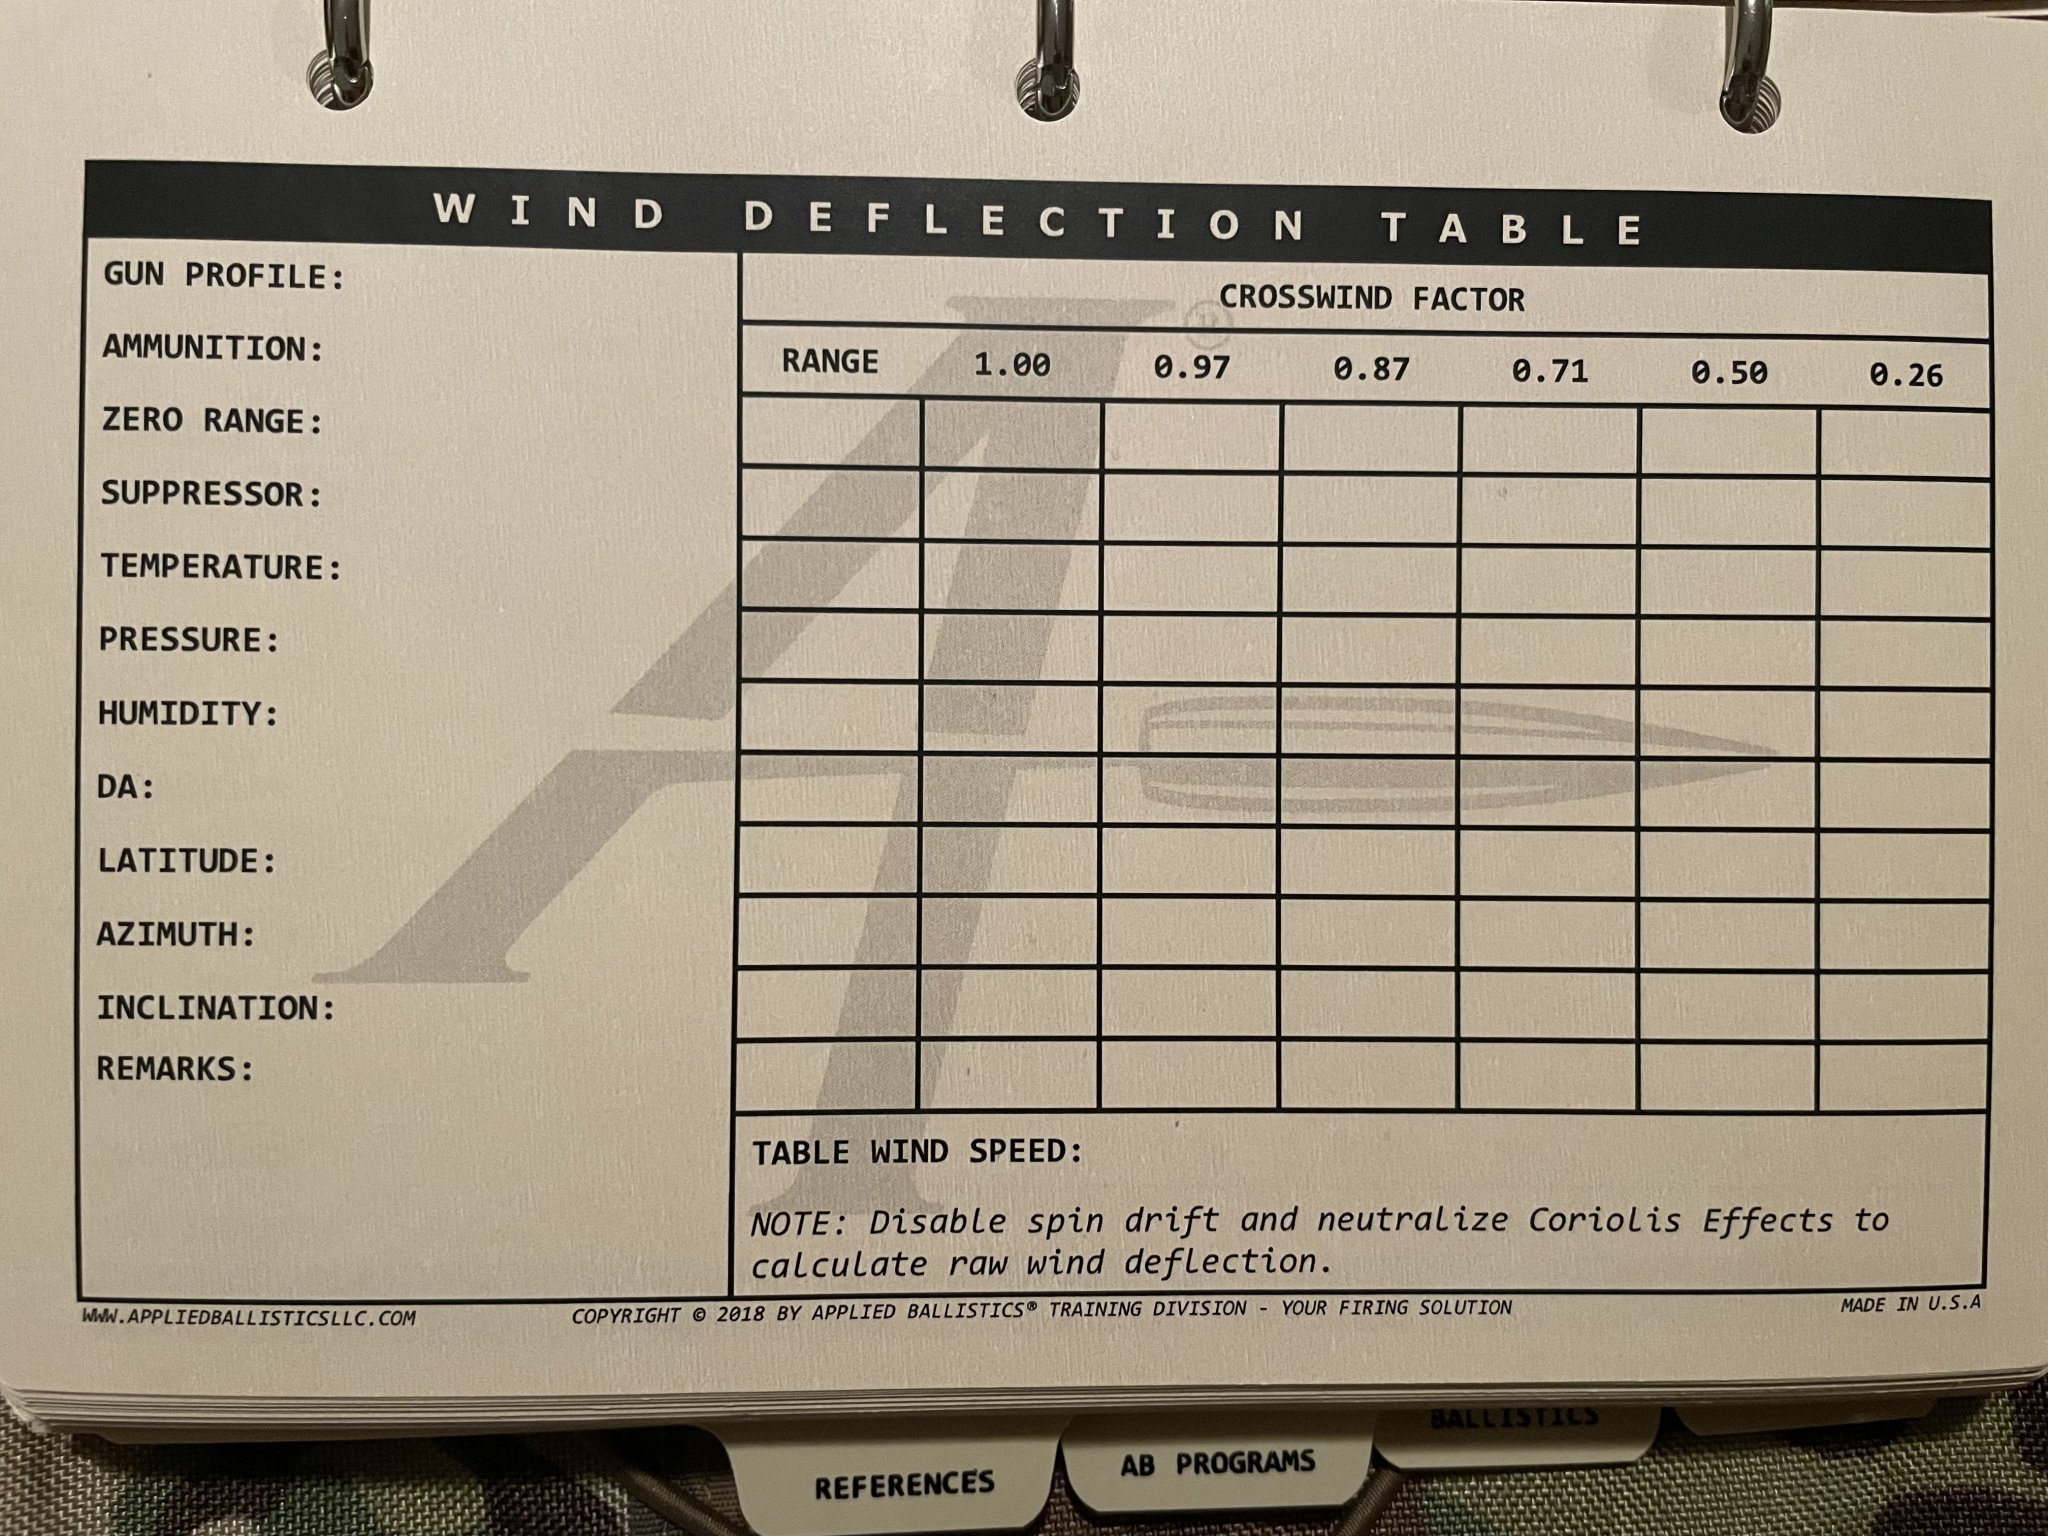 WIND DEFLECTION TABLE
GUN PROFILE:
AMMUNITION:
ZERO RANGE:
SUPPRESSOR:
TEMPERATURE:
PRESSURE:
HUMIDITY:
DA:
LATITUDE:
AZIMUTH:
INCLINATION:
REMARKS:
CROSSWIND FACTOR
RANGE 1.00 0.97 0.87 0.71 0.50 0.26
TABLE WIND SPEED:
NOTE: Disable spin drift and neutralize Coriolis Effects to
calculate raw wind deflection.
WWW.APPLIEDBALLISTICSLLC.COM COPYRIGHT © 2018 BY APPLIED BALLISTICS® TRAINING DIVISION - YOUR FIRING SOLUTION MADE IN U.S.A
REFERENCES
AB PROGRAMS
BALLISTICS